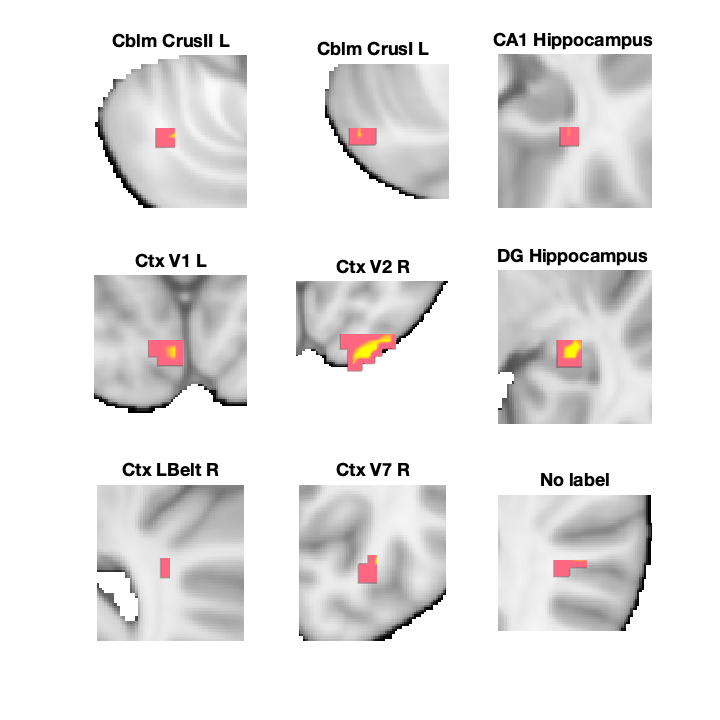 Cblm CrusII L
Cblm CrusI L
CA1 Hippocampus
Ctx V1 L
Ctx V2 R
DG Hippocampus
Ctx LBelt R
Ctx V7 R
No label